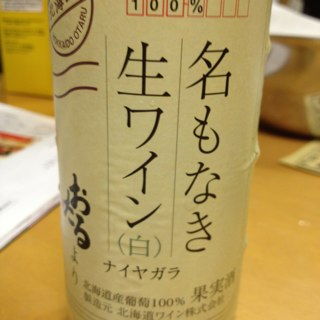 100%
HOKKAIDO OTARU
名もなき
生ワイン(白)
ナイヤガラ
おたるより
北海道産葡萄100% 果実酒
製造元 北海道ワイン株式会社